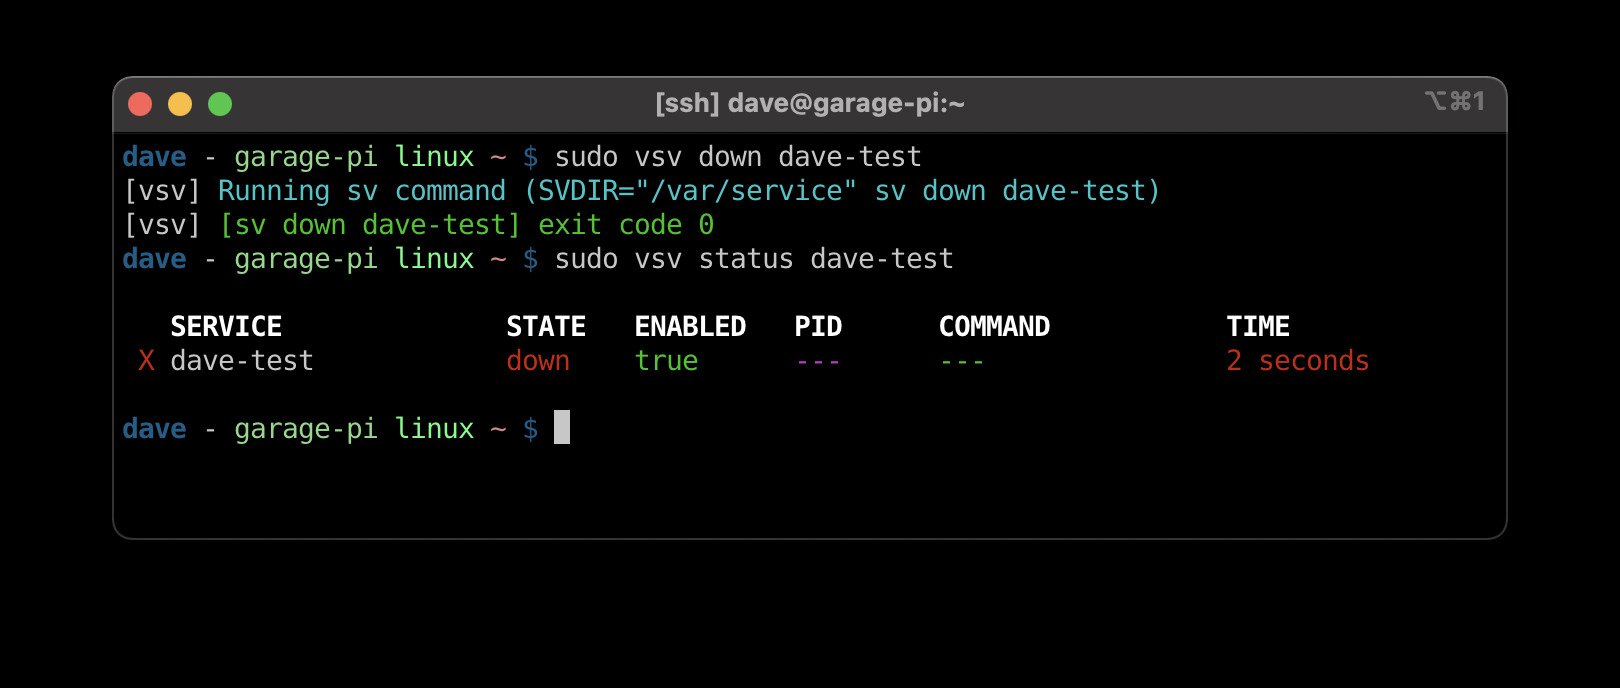 [ssh] dave@garage-pi:~ ⌥⌘1
dave - garage-pi linux ~ $ sudo vsv down dave-test
[vsv] Running sv command (SVDIR="/var/service" sv down dave-test)
[vsv] [sv down dave-test] exit code 0
dave - garage-pi linux ~ $ sudo vsv status dave-test
SERVICE STATE ENABLED PID COMMAND TIME
X dave-test down true --- --- 2 seconds
dave - garage-pi linux ~ $